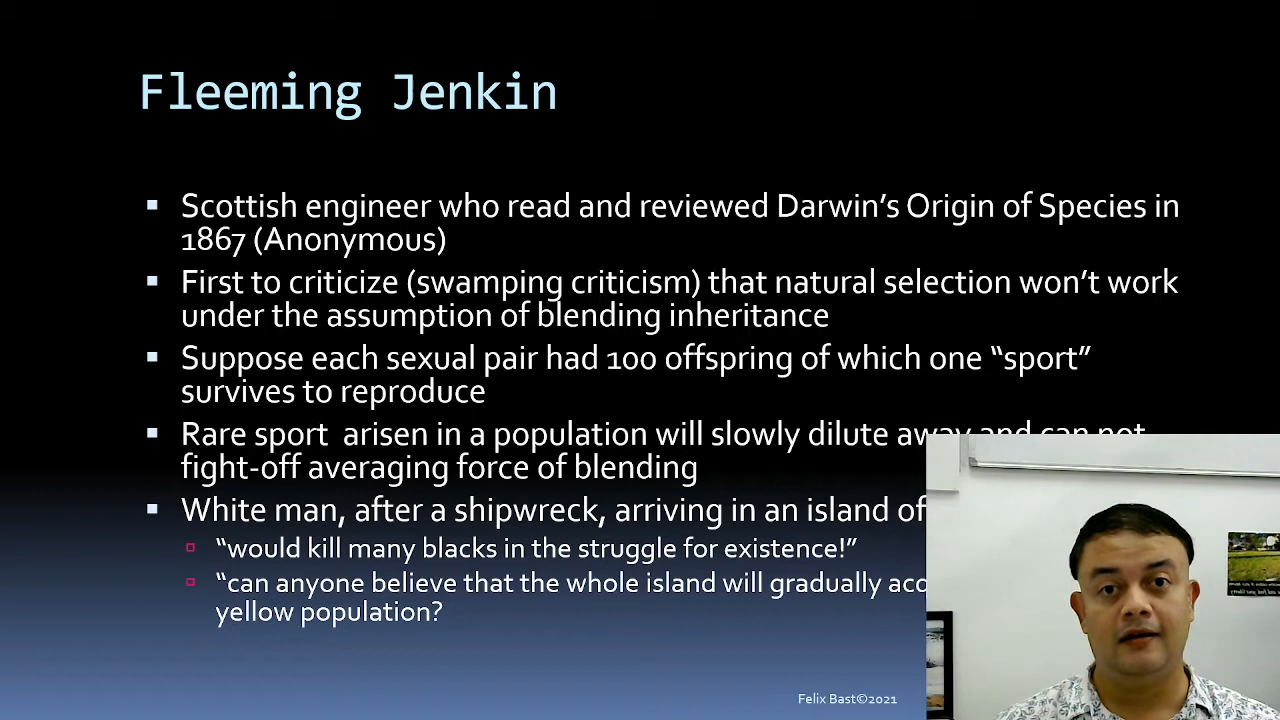 Fleeming Jenkin
Scottish engineer who read and reviewed Darwin’s Origin of Species in
1867 (Anonymous)
First to criticize (swamping criticism) that natural selection won’t work
under the assumption of blending inheritance
Suppose each sexual pair had 100 offspring of which one “sport”
survives to reproduce
Rare sport arisen in a population will slowly dilute away and can not
fight-off averaging force of blending
White man, after a shipwreck, arriving in an island of
“would kill many blacks in the struggle for existence!”
“can anyone believe that the whole island will gradually
yellow population?
Felix Bast©2021